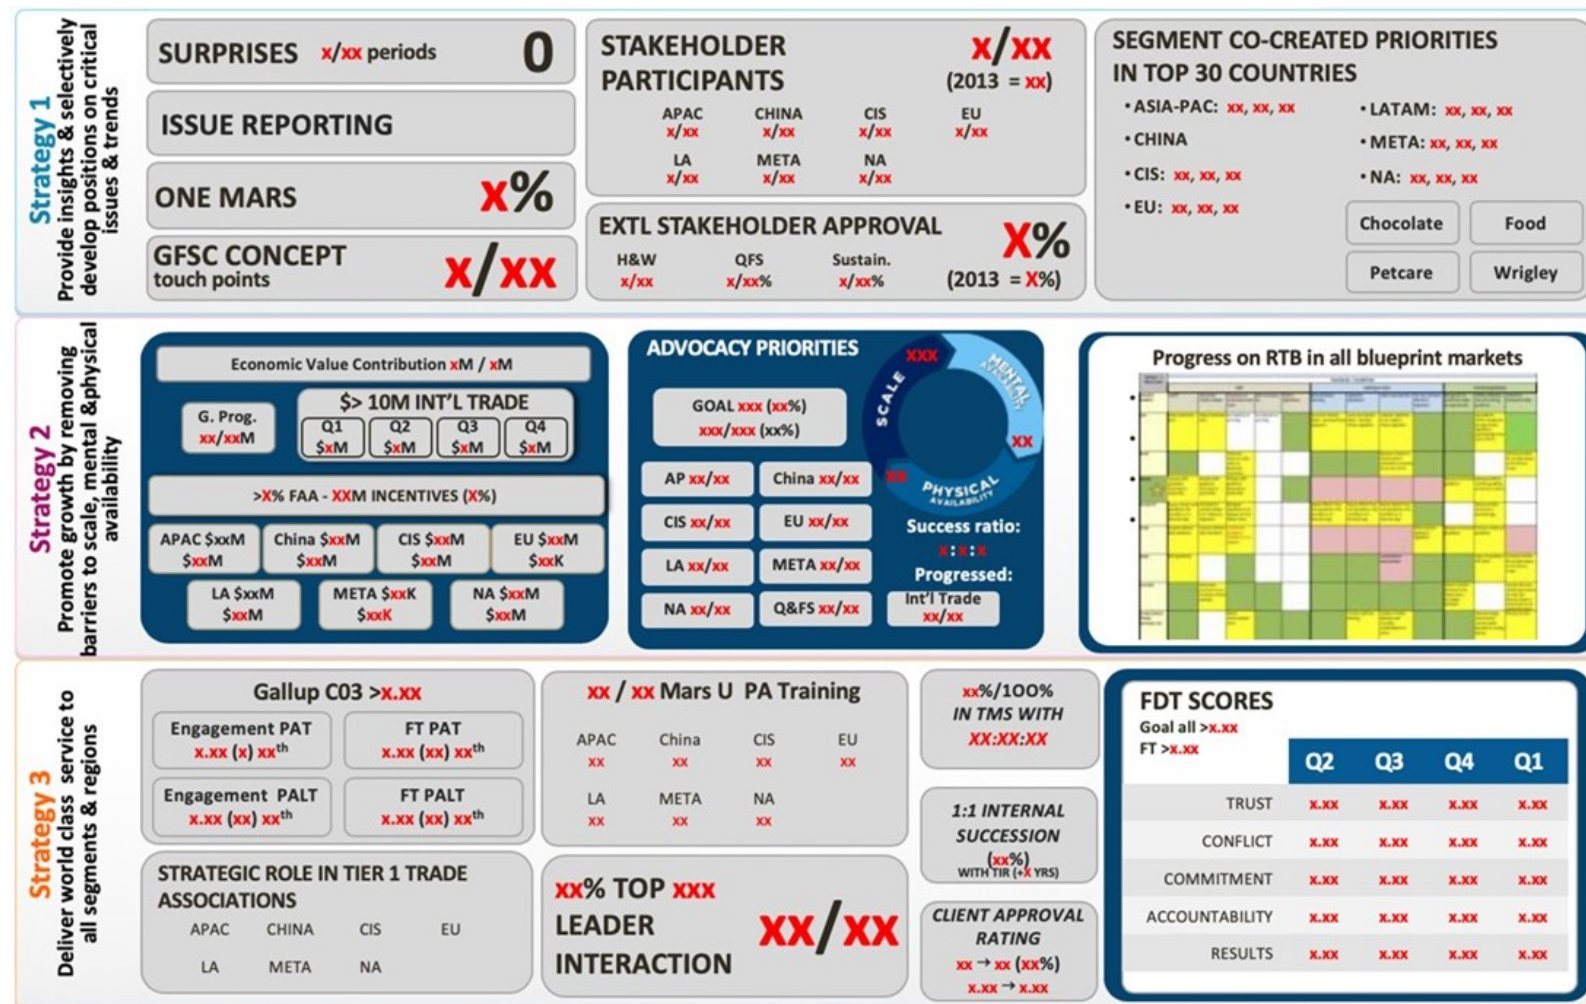 Strategy 1
Provide insights & selectively
develop positions on critical
issues & trends
SURPRISES x/xx periods 0
ISSUE REPORTING
ONE MARS x%
GFSC CONCEPT
touch points x/xx
STAKEHOLDER
PARTICIPANTS
x/xx
(2013 = xx)
APAC CHINA CIS EU
x/xx x/xx x/xx x/xx
LA META NA
x/xx x/xx x/xx
EXTL STAKEHOLDER APPROVAL
X%
(2013 = X%)
H&W QFS Sustain.
x/xx x/xx% x/xx%
SEGMENT CO-CREATED PRIORITIES
IN TOP 30 COUNTRIES
• ASIA-PAC: xx, xx, xx
• CHINA
• CIS: xx, xx, xx
• EU: xx, xx, xx
• LATAM: xx, xx, xx
• META: xx, xx, xx
• NA: xx, xx, xx
Chocolate Food
Petcare Wrigley
Strategy 2
Promote growth by removing
barriers to scale, mental &physical
availability
Economic Value Contribution xM / xM
G. Prog.
xx/xxM
$> 10M INT'L TRADE
Q1 Q2 Q3 Q4
$xM $xM $xM $xM
>X% FAA - XXM INCENTIVES (X%)
APAC $xxM China $xxM CIS $xxM EU $xxM
$xxM $xxM $xxM $xxK
LA $xxM META $xxK NA $xxM
$xxM $xxK $xxM
ADVOCACY PRIORITIES
GOAL xxx (xx%)
xxx/xxx (xx%)
AP xx/xx China xx/xx
CIS xx/xx EU xx/xx
LA xx/xx META xx/xx
NA xx/xx Q&FS xx/xx
SCALE
xxx
MENTAL
AVAILABILITY
xx
PHYSICAL
AVAILABILITY
xx
Success ratio:
x:x:x
Progressed:
Int'l Trade
xx/xx
Progress on RTB in all blueprint markets
Strategy 3
Deliver world class service to
all segments & regions
Gallup C03 >x.xx
Engagement PAT FT PAT
x.xx (x) xxth x.xx (xx) xxth
Engagement PALT FT PALT
x.xx (xx) xxth x.xx (xx) xxth
STRATEGIC ROLE IN TIER 1 TRADE
ASSOCIATIONS
APAC CHINA CIS EU
LA META NA
xx / xx Mars U PA Training
APAC China CIS EU
xx xx xx xx
LA META NA
xx xx xx
xx% TOP xxx
LEADER
INTERACTION
xx/xx
xx%/100%
IN TMS WITH
XX:XX:XX
1:1 INTERNAL
SUCCESSION
(xx%)
WITH TIR (+X YRS)
CLIENT APPROVAL
RATING
xx → xx (xx%)
x.xx → x.xx
FDT SCORES
Goal all >x.xx
FT >x.xx
Q2 Q3 Q4 Q1
TRUST x.xx x.xx x.xx x.xx
CONFLICT x.xx x.xx x.xx x.xx
COMMITMENT x.xx x.xx x.xx x.xx
ACCOUNTABILITY x.xx x.xx x.xx x.xx
RESULTS x.xx x.xx x.xx x.xx